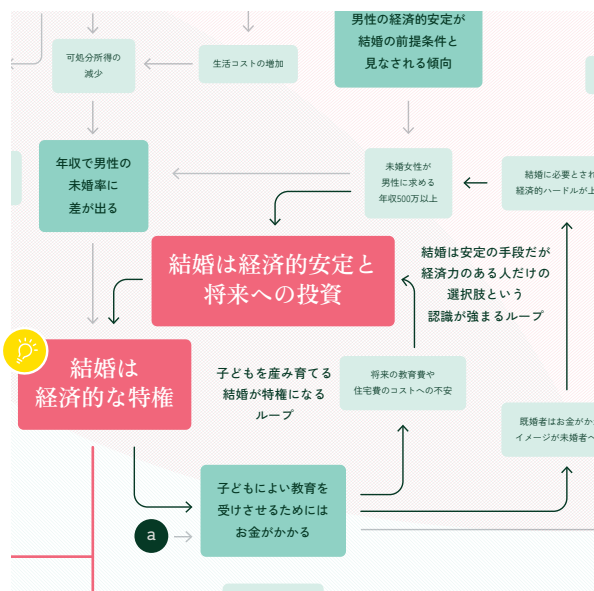 男性の経済的安定が
結婚の前提条件と
見なされる傾向
可処分所得の
減少
生活コストの増加
年収で男性の
未婚率に
差が出る
未婚女性が
男性に求める
年収500万以上
結婚に必要とされ
経済的ハードルが上
結婚は経済的安定と
将来への投資
結婚は安定の手段だが
経済力のある人だけの
選択肢という
認識が強まるループ
結婚は
経済的な特権
子どもを産み育てる
結婚が特権になる
ループ
将来の教育費や
住宅費のコストへの不安
既婚者はお金がか
イメージが未婚者へ
子どもによい教育を
受けさせるためには
お金がかかる
a